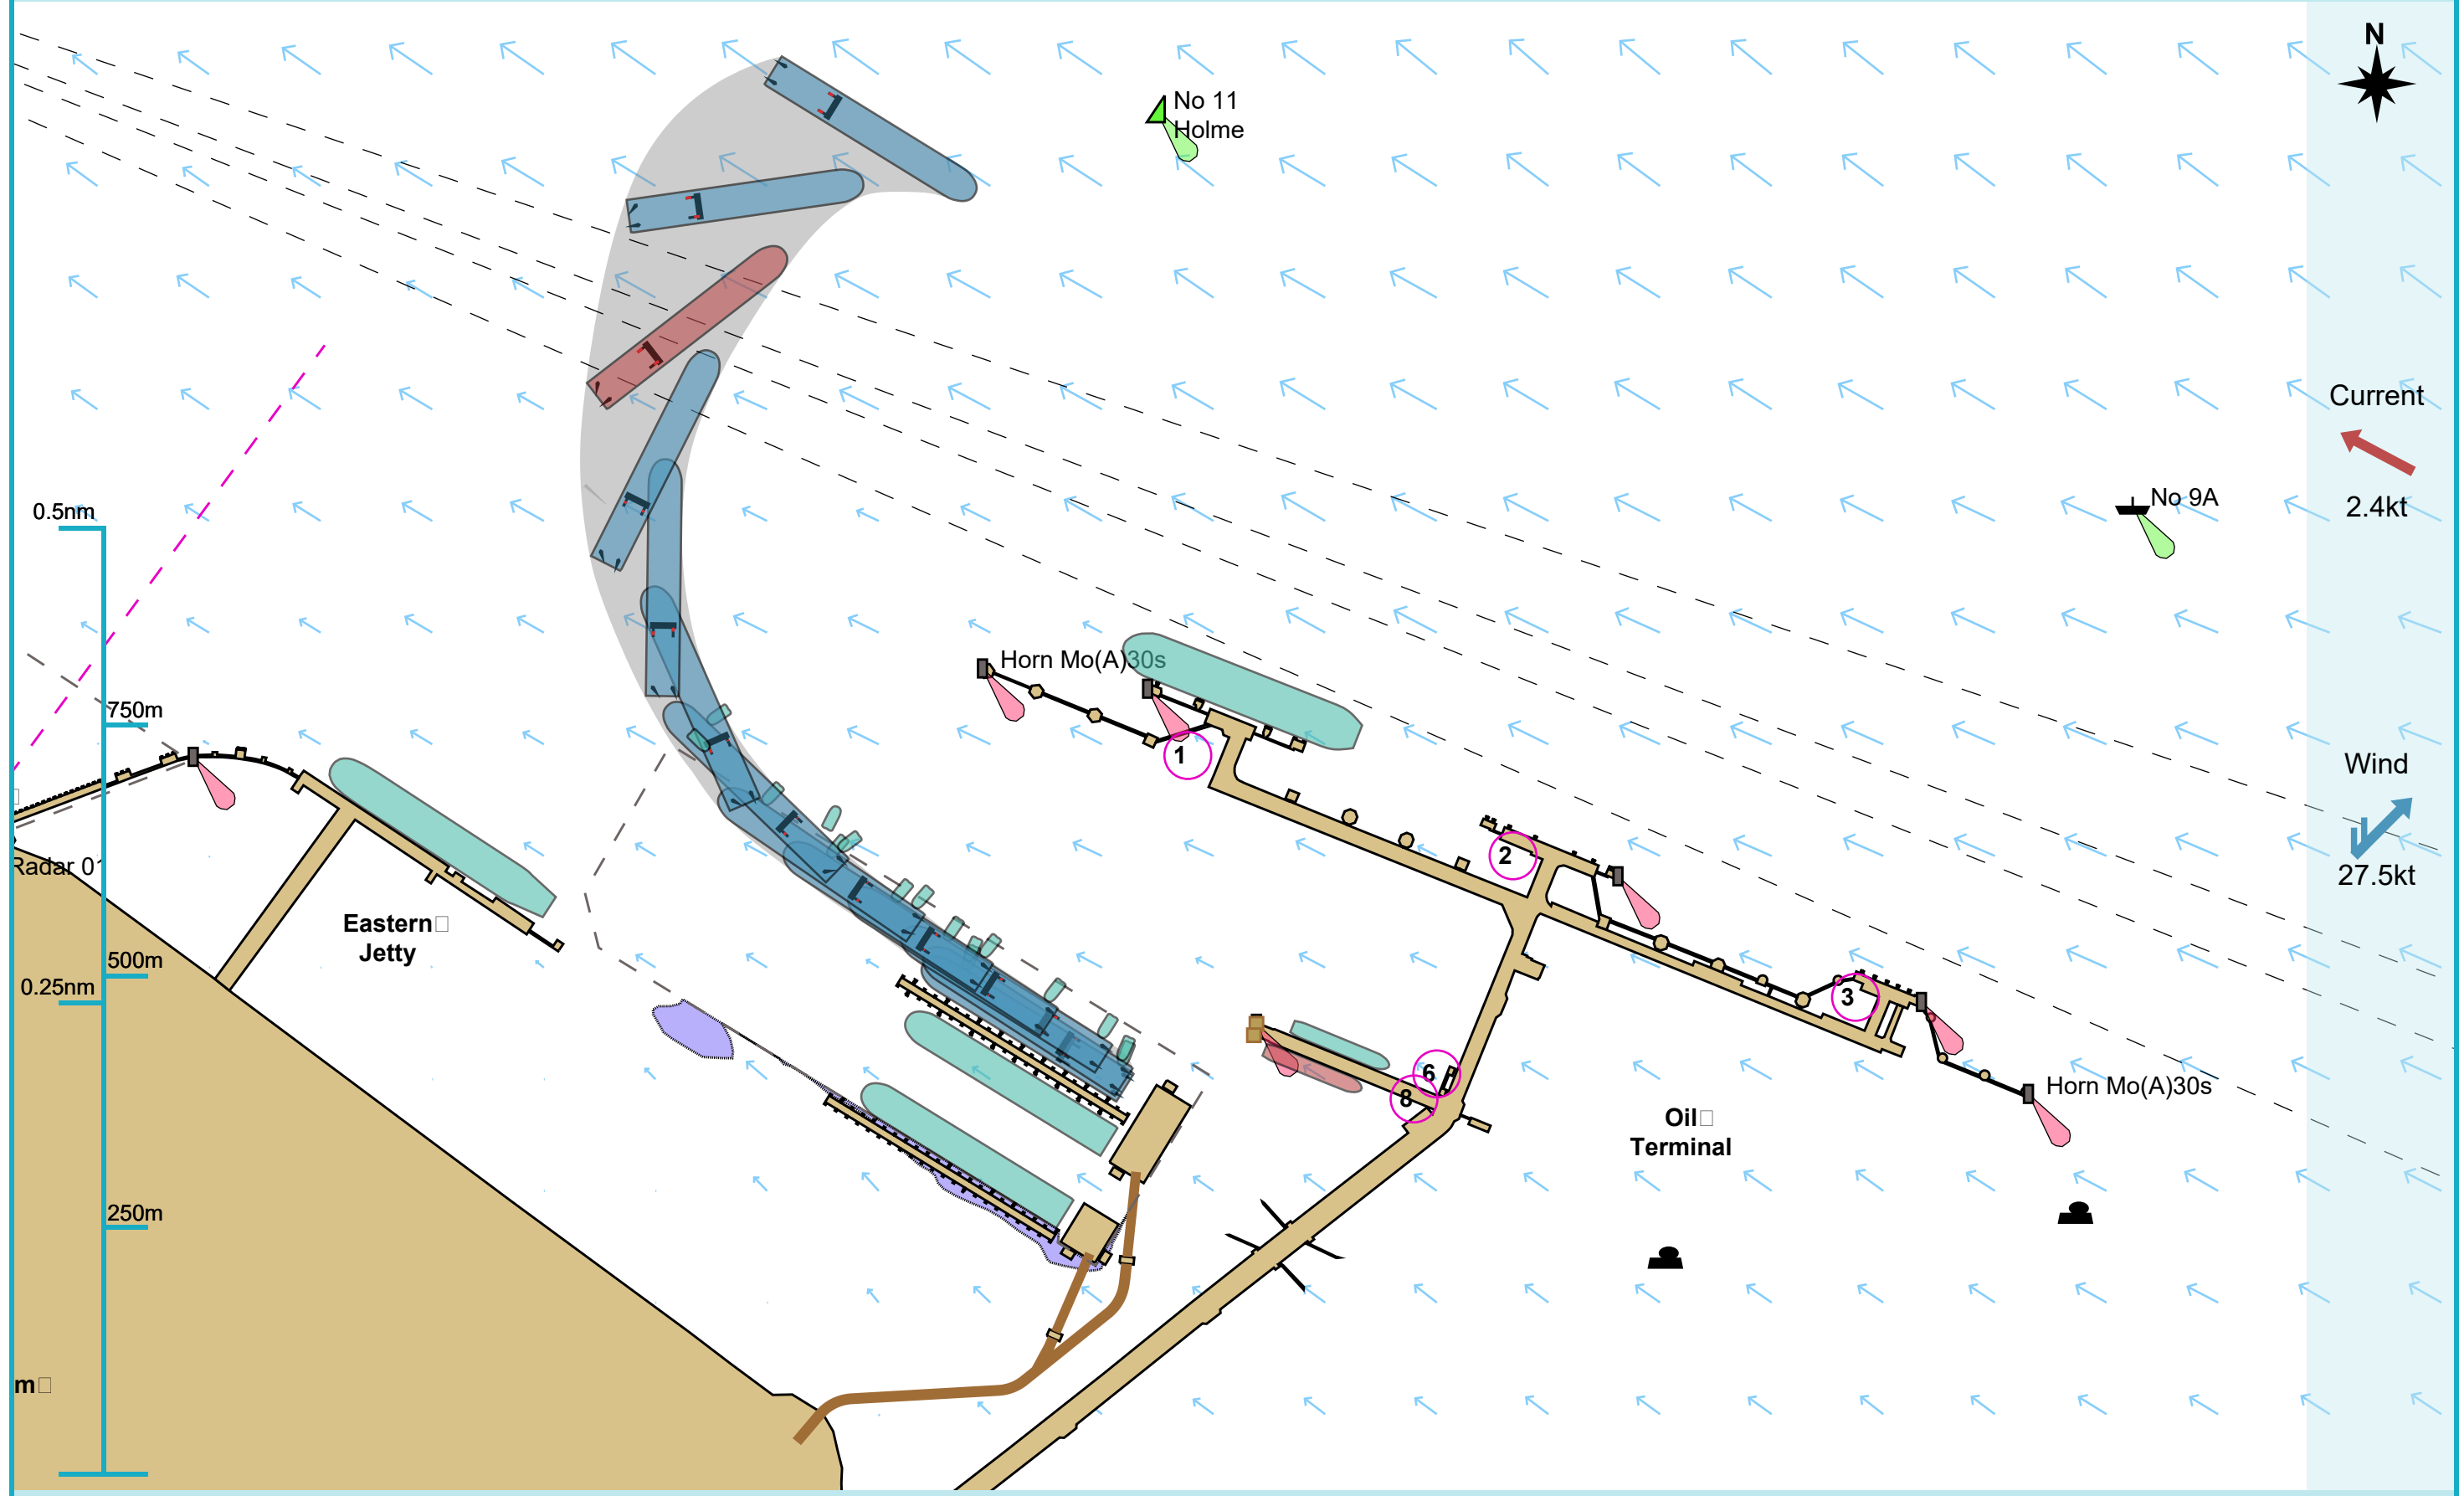 N
No 11
Holme
Current
2.4kt
No 9A
0.5nm
Horn Mo(A)30s
750m
1
Wind
27.5kt
2
Radar 0
Eastern
Jetty
500m
0.25nm
3
6
8
Horn Mo(A)30s
Oil
Terminal
250m
m